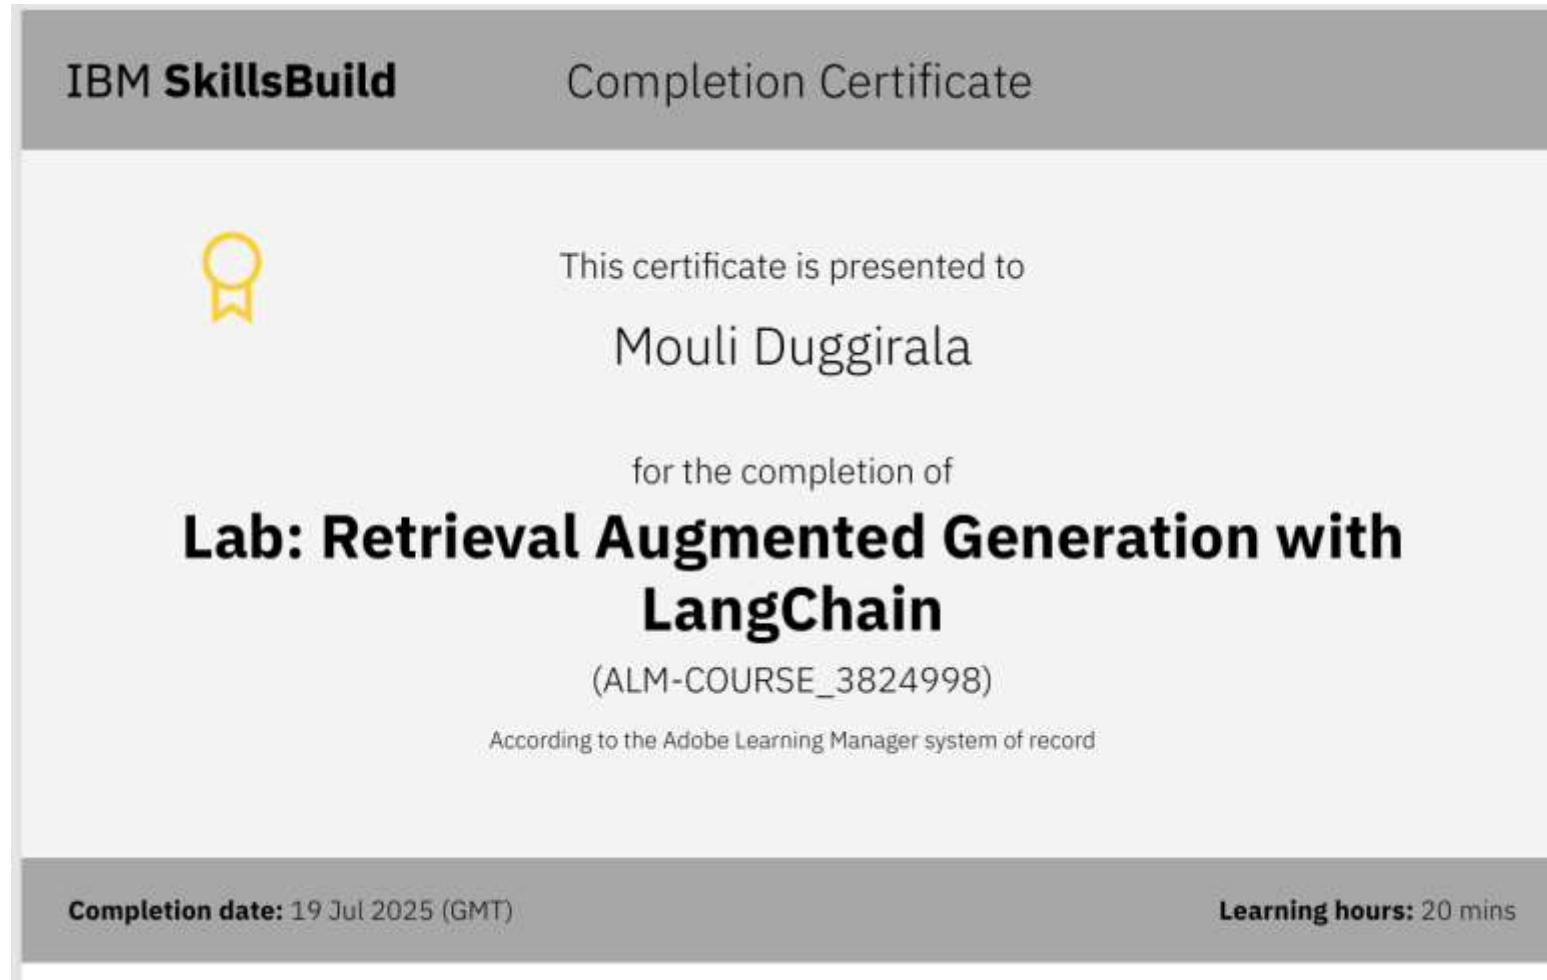 IBM SkillsBuild Completion Certificate
This certificate is presented to
Mouli Duggirala
for the completion of
Lab: Retrieval Augmented Generation with
LangChain
(ALM-COURSE_3824998)
According to the Adobe Learning Manager system of record
Completion date: 19 Jul 2025 (GMT) Learning hours: 20 mins